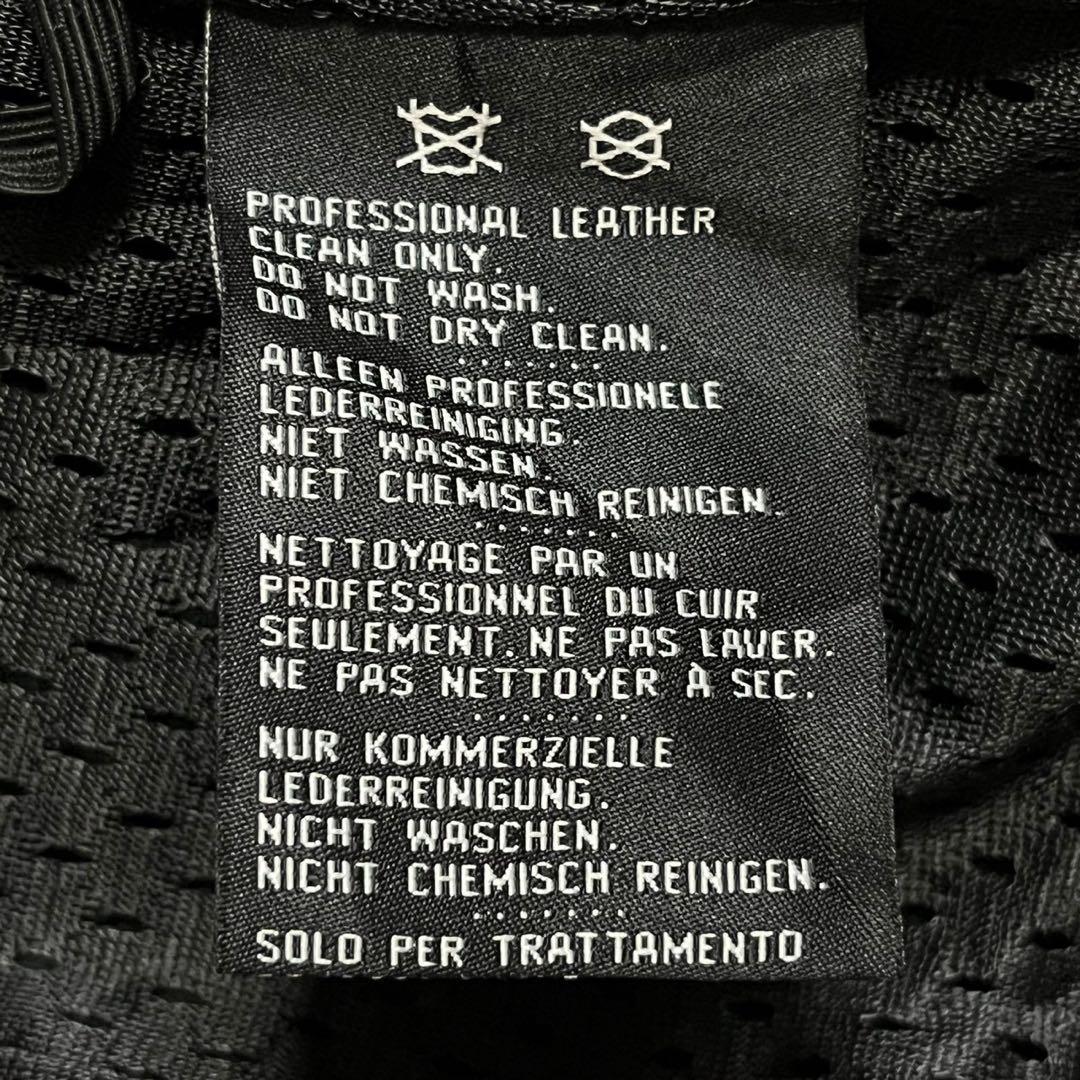 PROFESSIONAL LEATHER
CLEAN ONLY.
DO NOT WASH.
DO NOT DRY CLEAN.
ALLEEN PROFESSIONELE
LEDERREINIGING.
NIET WASSEN.
NIET CHEMISCH REINIGEN.
NETTOYAGE PAR UN
PROFESSIONNEL DU CUIR
SEULEMENT. NE PAS LAVER.
NE PAS NETTOYER À SEC.
NUR KOMMERZIELLE
LEDERREINIGUNG.
NICHT WASCHEN.
NICHT CHEMISCH REINIGEN.
SOLO PER TRATTAMENTO